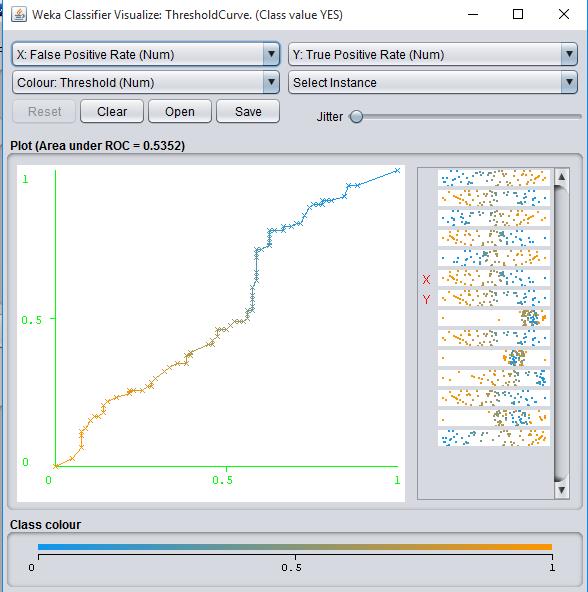 Weka Classifier Visualize: ThresholdCurve. (Class value YES)
X: False Positive Rate (Num) Y: True Positive Rate (Num)
Colour: Threshold (Num) Select Instance
Reset Clear Open Save Jitter
Plot (Area under ROC = 0.5352)
1
X
Y
0.5
0
0 0.5 1
Class colour
0 0.5 1